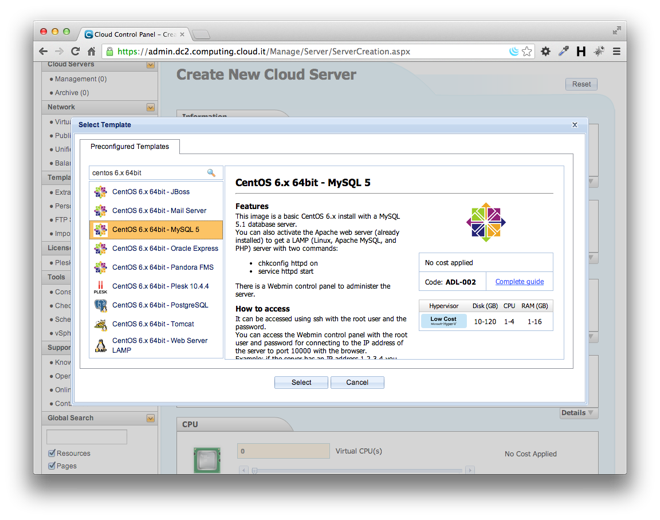 Cloud Control Panel - Crea
https://admin.dc2.computing.cloud.it/Manage/Server/ServerCreation.aspx
Cloud Servers
Management (0)
Archive (0)
Network
Virtu
Publi
Unifi
Balan
Templa
Extra
Perso
FTP S
Impo
License
Plesk
Tools
Cons
Chec
Sche
vSph
Suppor
Know
Open
Onlin
Cont
Global Search
Resources
Pages
Create New Cloud Server
Reset
Information
Select Template
x
Preconfigured Templates
centos 6.x 64bit
CentOS 6.x 64bit - JBoss
CentOS 6.x 64bit - Mail Server
CentOS 6.x 64bit - MySQL 5
CentOS 6.x 64bit - Oracle Express
CentOS 6.x 64bit - Pandora FMS
PLESK
CentOS 6.x 64bit - Plesk 10.4.4
CentOS 6.x 64bit - PostgreSQL
CentOS 6.x 64bit - Tomcat
CentOS 6.x 64bit - Web Server
LAMP
CentOS 6.x 64bit - MySQL 5
Features
This image is a basic CentOS 6.x install with a MySQL
5.1 database server.
You can also activate the Apache web server (already
installed) to get a LAMP (Linux, Apache MySQL, and
PHP) server with two commands:
• chkconfig httpd on
• service httpd start
There is a Webmin control panel to administer the
server.
How to access
It can be accessed using ssh with the root user and the
password.
You can access the Webmin control panel with the root
user and password for connecting to the IP address of
the server to port 10000 with the browser.
Example: if the server has an IP address 1.2.3.4 you
No cost applied
Code: ADL-002
Complete guide
Hypervisor Disk (GB) CPU RAM (GB)
Low Cost
10-120 1-4 1-16
Select
Cancel
Details
CPU
0
Virtual CPU(s)
No Cost Applied